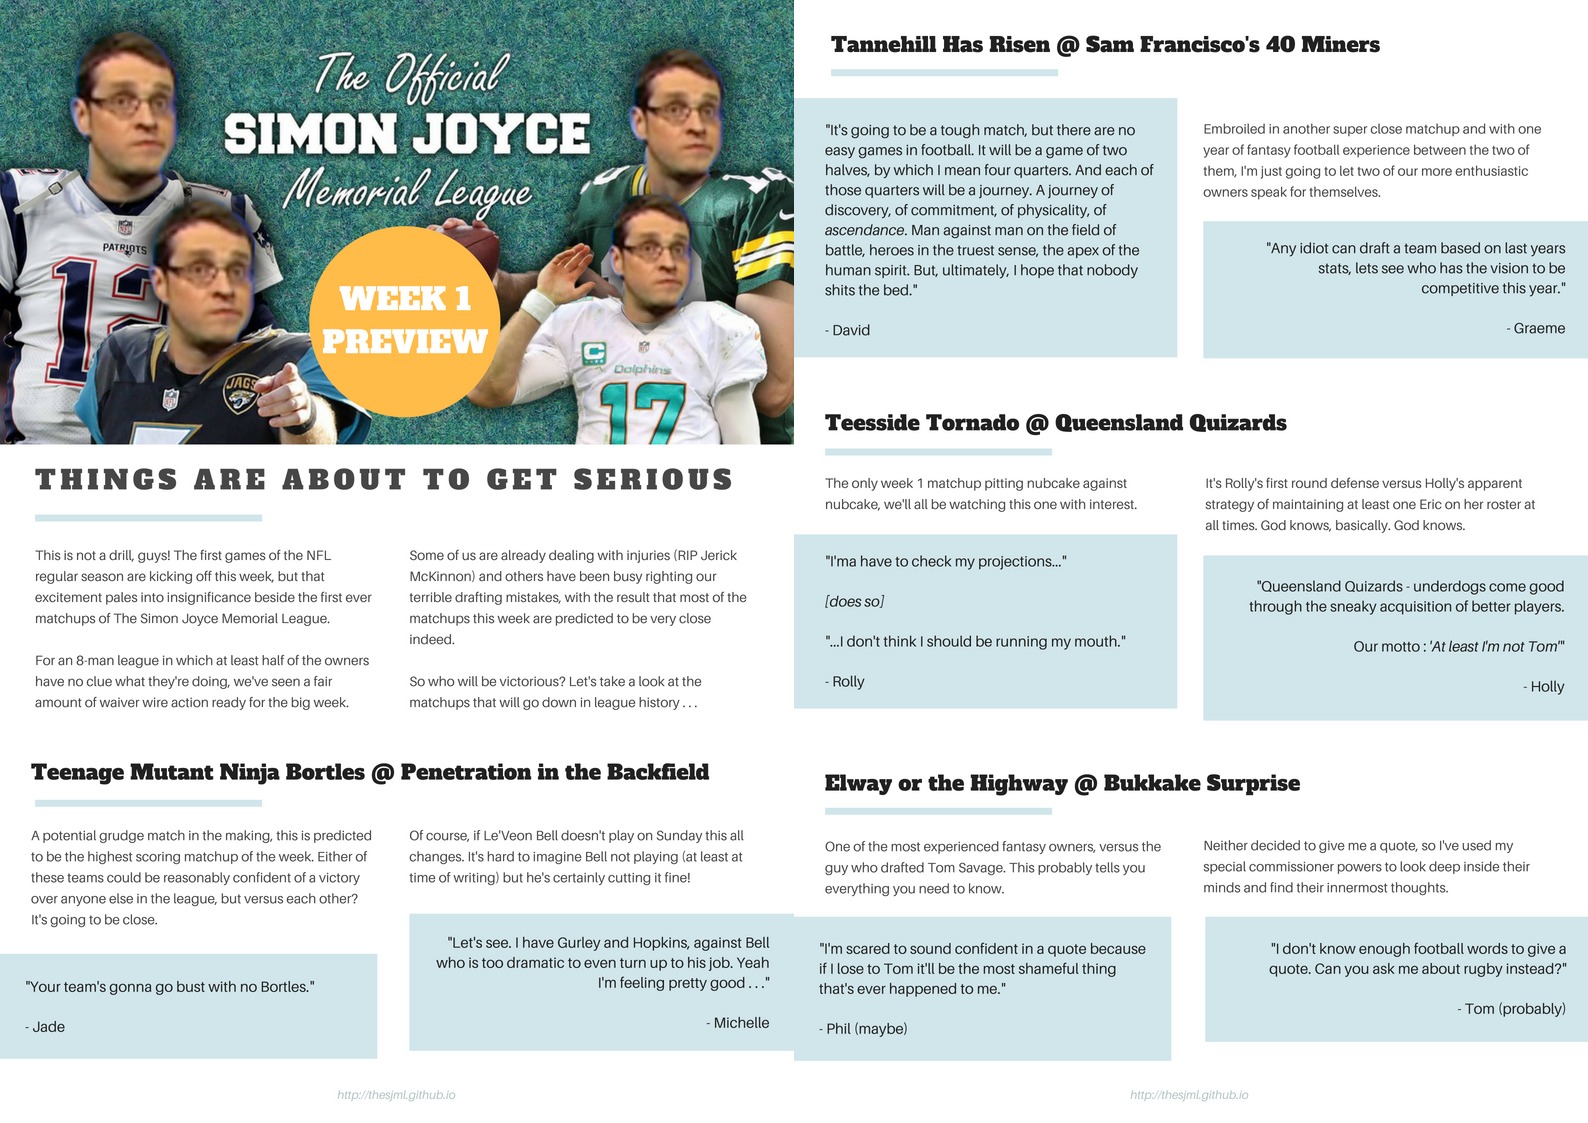 The Official
SIMON JOYCE
Memorial League
WEEK 1
PREVIEW
PATRIOTS
NFL
12
NFL
JAGS
NFL
C
Dolphins
17
THINGS ARE ABOUT TO GET SERIOUS
This is not a drill, guys! The first games of the NFL
regular season are kicking off this week, but that
excitement pales into insignificance beside the first ever
matchups of The Simon Joyce Memorial League.
For an 8-man league in which at least half of the owners
have no clue what they're doing, we've seen a fair
amount of waiver wire action ready for the big week.
Some of us are already dealing with injuries (RIP Jerick
McKinnon) and others have been busy righting our
terrible drafting mistakes, with the result that most of the
matchups this week are predicted to be very close
indeed.
So who will be victorious? Let's take a look at the
matchups that will go down in league history . . .
Teenage Mutant Ninja Bortles @ Penetration in the Backfield
A potential grudge match in the making, this is predicted
to be the highest scoring matchup of the week. Either of
these teams could be reasonably confident of a victory
over anyone else in the league, but versus each other?
It's going to be close.
"Your team's gonna go bust with no Bortles."
- Jade
Of course, if Le'Veon Bell doesn't play on Sunday this all
changes. It's hard to imagine Bell not playing (at least at
time of writing) but he's certainly cutting it fine!
"Let's see. I have Gurley and Hopkins, against Bell
who is too dramatic to even turn up to his job. Yeah
I'm feeling pretty good . . ."
- Michelle
http://thesjml.github.io
Tannehill Has Risen @ Sam Francisco's 40 Miners
"It's going to be a tough match, but there are no
easy games in football. It will be a game of two
halves, by which I mean four quarters. And each of
those quarters will be a journey. A journey of
discovery, of commitment, of physicality, of
ascendance. Man against man on the field of
battle, heroes in the truest sense, the apex of the
human spirit. But, ultimately, I hope that nobody
shits the bed."
- David
Embroiled in another super close matchup and with one
year of fantasy football experience between the two of
them, I'm just going to let two of our more enthusiastic
owners speak for themselves.
"Any idiot can draft a team based on last years
stats, lets see who has the vision to be
competitive this year."
- Graeme
Teesside Tornado @ Queensland Quizards
The only week 1 matchup pitting nubcake against
nubcake, we'll all be watching this one with interest.
"I'ma have to check my projections..."
[does so]
"...I don't think I should be running my mouth."
- Rolly
It's Rolly's first round defense versus Holly's apparent
strategy of maintaining at least one Eric on her roster at
all times. God knows, basically. God knows.
"Queensland Quizards - underdogs come good
through the sneaky acquisition of better players.
Our motto : 'At least I'm not Tom'"
- Holly
Elway or the Highway @ Bukkake Surprise
One of the most experienced fantasy owners, versus the
guy who drafted Tom Savage. This probably tells you
everything you need to know.
"I'm scared to sound confident in a quote because
if I lose to Tom it'll be the most shameful thing
that's ever happened to me."
- Phil (maybe)
Neither decided to give me a quote, so I've used my
special commissioner powers to look deep inside their
minds and find their innermost thoughts.
"I don't know enough football words to give a
quote. Can you ask me about rugby instead?"
- Tom (probably)
http://thesjml.github.io